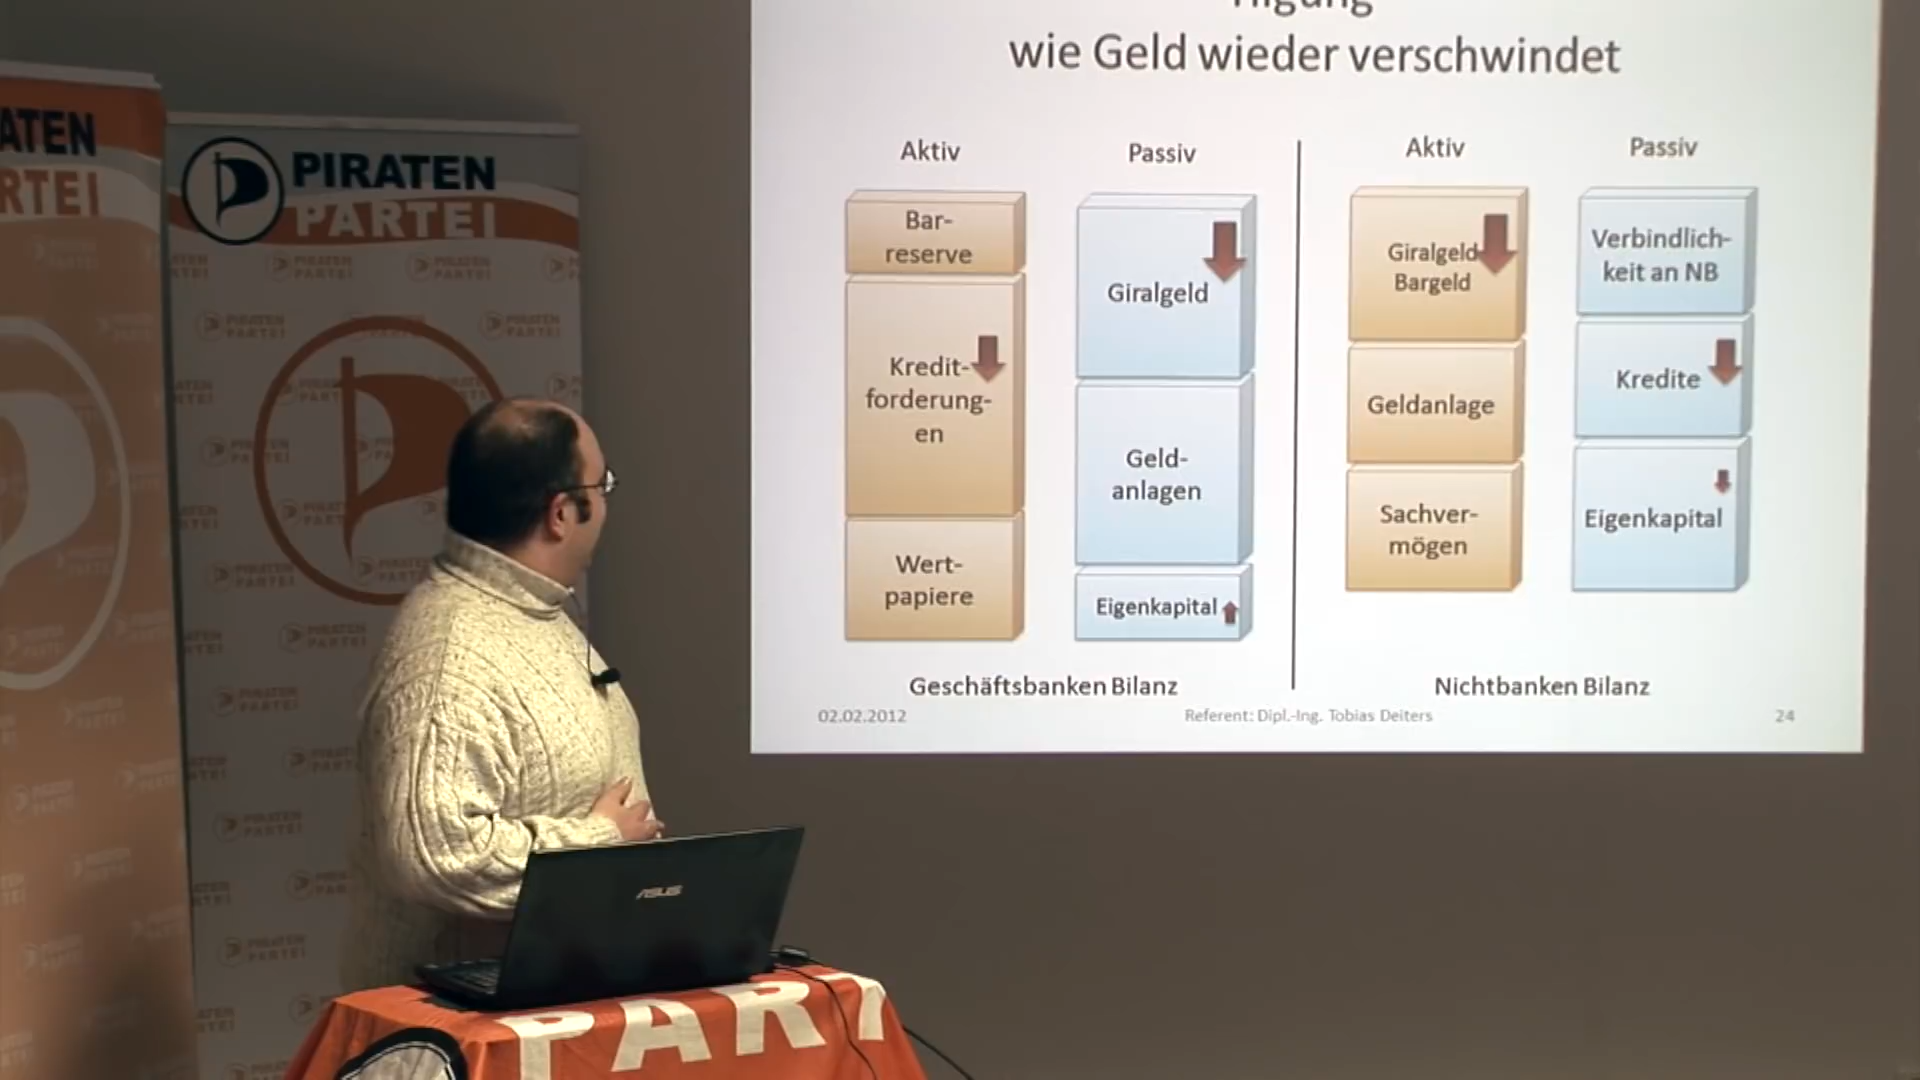 Tilgung
wie Geld wieder verschwindet
Aktiv
Passiv
Aktiv
Passiv
Bar-
reserve
Kredit-
forderung-
en
Wert-
papiere
Giralgeld
Geld-
anlagen
Eigenkapital
Giralgeld
Bargeld
Geldanlage
Sachver-
mögen
Verbindlich-
keit an NB
Kredite
Eigenkapital
Geschäftsbanken Bilanz
Nichtbanken Bilanz
02.02.2012
Referent: Dipl.-Ing. Tobias Deiters
24
ATEN
RTEI
PIRATEN
PARTEI
ASUS
PART